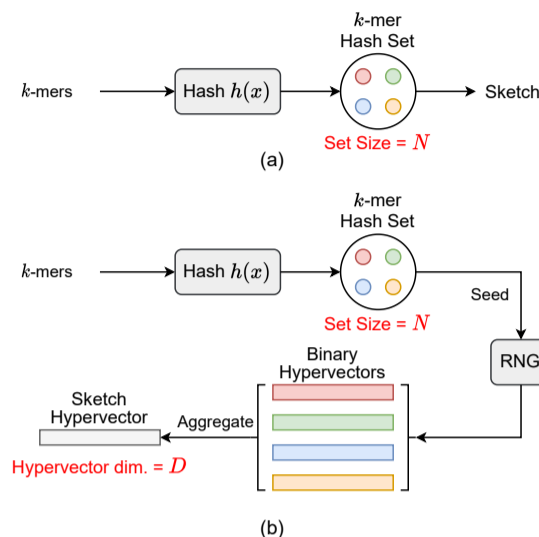 k-mer
Hash Set
k-mers
Hash h(x)
Sketch
Set Size = N
(a)
k-mer
Hash Set
k-mers
Hash h(x)
Seed
Set Size = N
RNG
Binary
Hypervectors
Sketch
Hypervector
Aggregate
Hypervector dim. = D
(b)